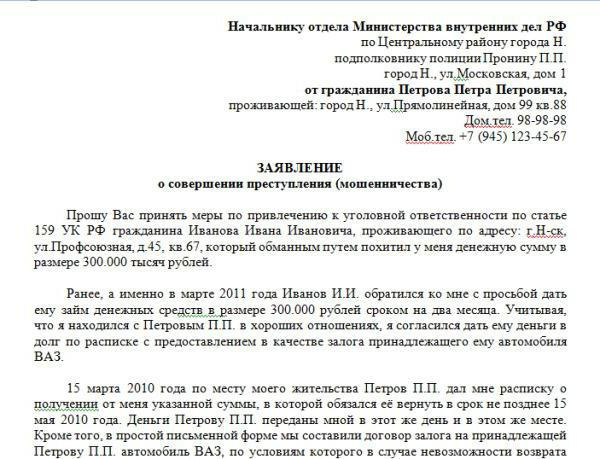 Начальнику отдела Министерства внутренних дел РФ
по Центральному району города Н.
подполковнику полиции Пронину П.П.
город Н., ул.Московская, дом 1
от гражданина Петрова Петра Петровича,
проживающей: город Н., ул.Прямолинейная, дом 99 кв.88
Дом.тел. 98-98-98
Моб.тел. +7 (945) 123-45-67
ЗАЯВЛЕНИЕ
о совершении преступления (мошенничества)
Прошу Вас принять меры по привлечению к уголовной ответственности по статье
159 УК РФ гражданина Иванова Ивана Ивановича, проживающего по адресу: г.Н-ск,
ул.Профсоюзная, д.45, кв.67, который обманным путем похитил у меня денежную сумму в
размере 300.000 тысяч рублей.
Ранее, а именно в марте 2011 года Иванов И.И. обратился ко мне с просьбой дать
ему займ денежных средств в размере 300.000 рублей сроком на два месяца. Учитывая,
что я находился с Петровым П.П. в хороших отношениях, я согласился дать ему деньги в
долг по расписке с предоставлением в качестве залога принадлежащего ему автомобиля
ВАЗ.
15 марта 2010 года по месту моего жительства Петров П.П. дал мне расписку о
получении от меня указанной суммы, в которой обязался её вернуть в срок не позднее 15
мая 2010 года. Деньги Петрову П.П. переданы мной в этот же день и в этом же месте.
Кроме того, в простой письменной форме мы составили договор залога на принадлежащей
Петрову П.П. автомобиль ВАЗ, по условиям которого в случае невозможности возврата